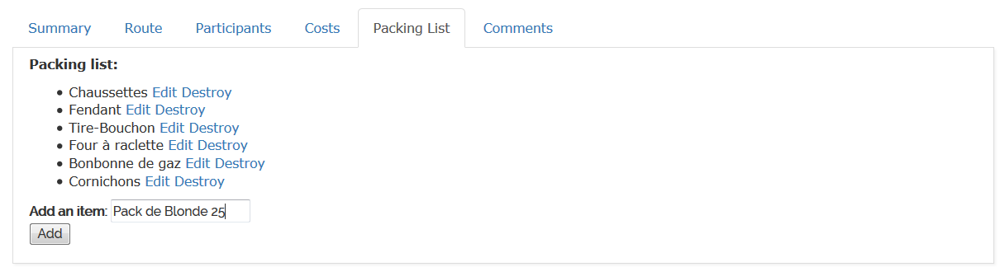 Summary Route Participants Costs Packing List Comments
Packing list:
Chaussettes Edit Destroy
Fendant Edit Destroy
Tire-Bouchon Edit Destroy
Four à raclette Edit Destroy
Bonbonne de gaz Edit Destroy
Cornichons Edit Destroy
Add an item: Pack de Blonde 25
Add